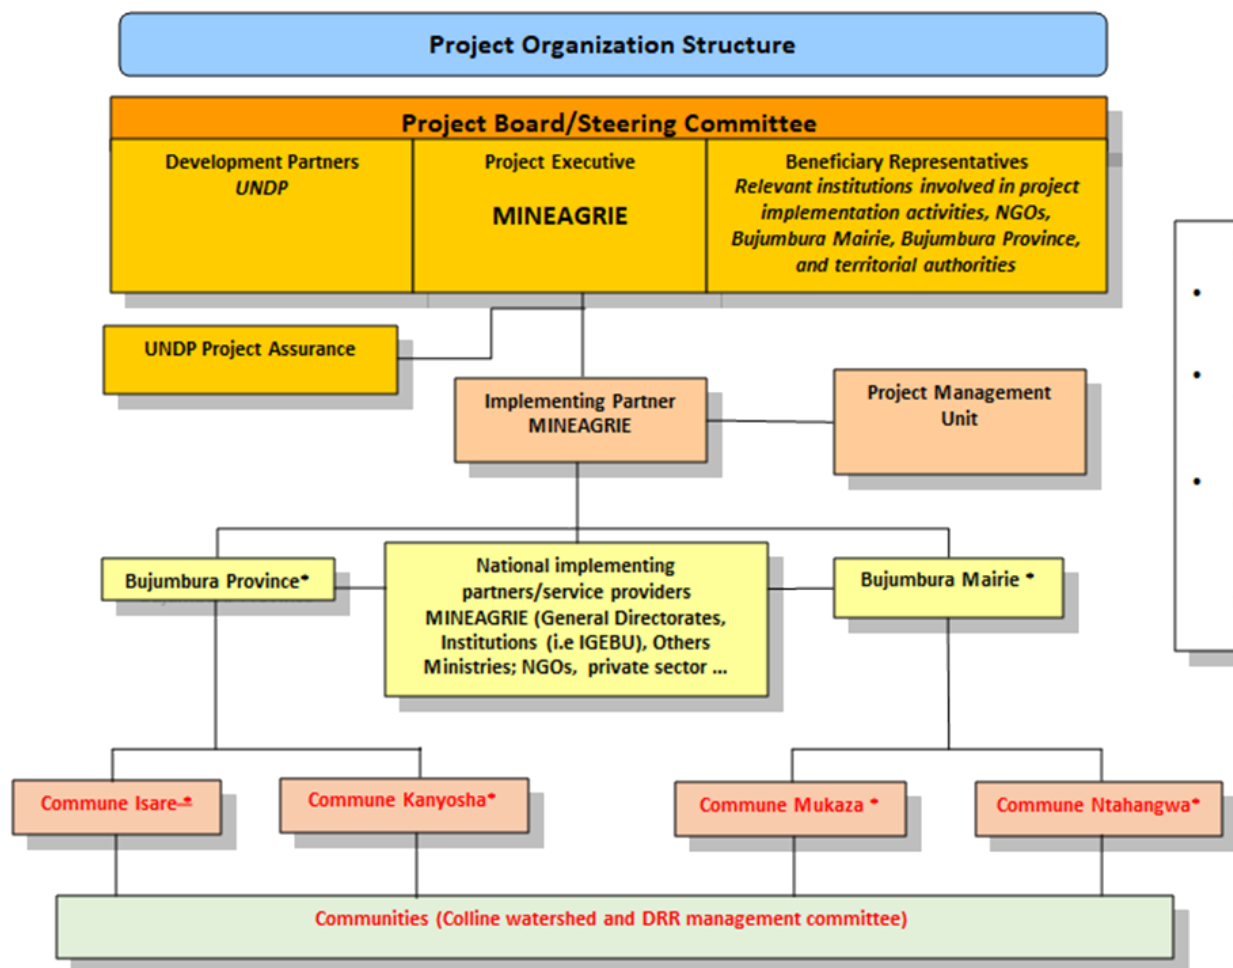 Project Organization Structure
Project Board/Steering Committee
Development Partners
UNDP
Project Executive
MINEAGRIE
Beneficiary Representatives
Relevant institutions involved in project
implementation activities, NGOs,
Bujumbura Mairie, Bujumbura Province,
and territorial authorities
UNDP Project Assurance
Implementing Partner
MINEAGRIE
Project Management
Unit
•
•
•
Bujumbura Province*
National implementing
partners/service providers
MINEAGRIE (General Directorates,
Institutions (i.e IGEBU), Others
Ministries; NGOs, private sector ...
Bujumbura Mairie *
Commune Isare *
Commune Kanyosha*
Commune Mukaza *
Commune Ntahangwa*
Communities (Colline watershed and DRR management committee)